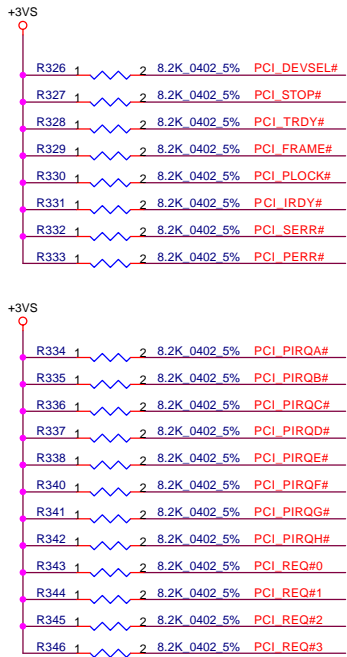 +3VS
R326 1 2 8.2K_0402_5% PCI_DEVSEL#
R327 1 2 8.2K_0402_5% PCI_STOP#
R328 1 2 8.2K_0402_5% PCI_TRDY#
R329 1 2 8.2K_0402_5% PCI_FRAME#
R330 1 2 8.2K_0402_5% PCI_PLOCK#
R331 1 2 8.2K_0402_5% PCI_IRDY#
R332 1 2 8.2K_0402_5% PCI_SERR#
R333 1 2 8.2K_0402_5% PCI_PERR#
+3VS
R334 1 2 8.2K_0402_5% PCI_PIRQA#
R335 1 2 8.2K_0402_5% PCI_PIRQB#
R336 1 2 8.2K_0402_5% PCI_PIRQC#
R337 1 2 8.2K_0402_5% PCI_PIRQD#
R338 1 2 8.2K_0402_5% PCI_PIRQE#
R340 1 2 8.2K_0402_5% PCI_PIRQF#
R341 1 2 8.2K_0402_5% PCI_PIRQG#
R342 1 2 8.2K_0402_5% PCI_PIRQH#
R343 1 2 8.2K_0402_5% PCI_REQ#0
R344 1 2 8.2K_0402_5% PCI_REQ#1
R345 1 2 8.2K_0402_5% PCI_REQ#2
R346 1 2 8.2K_0402_5% PCI_REQ#3